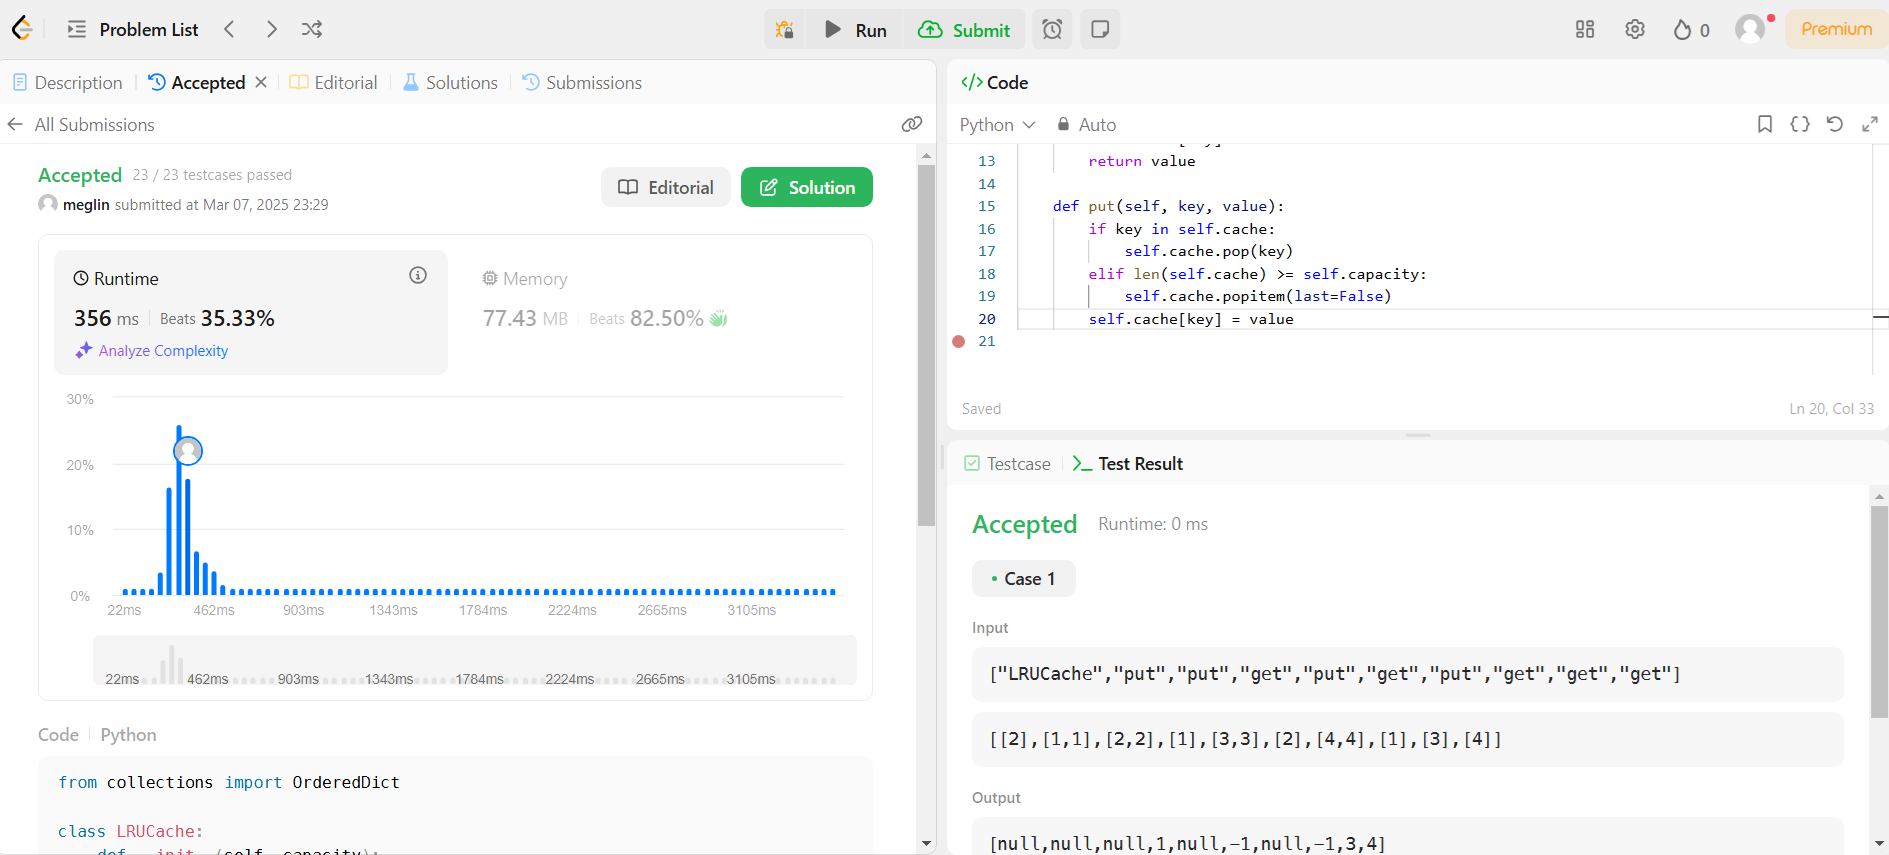 Problem List
Run
Submit
0
Premium
Description
Accepted
Editorial
Solutions
Submissions
All Submissions
Accepted 23 / 23 testcases passed
meglin submitted at Mar 07, 2025 23:29
Editorial
Solution
Runtime
356 ms Beats 35.33%
Analyze Complexity
Memory
77.43 MB Beats 82.50%
30%
20%
10%
0%
22ms 462ms 903ms 1343ms 1784ms 2224ms 2665ms 3105ms
22ms 462ms 903ms 1343ms 1784ms 2224ms 2665ms 3105ms
Code Python
from collections import OrderedDict
class LRUCache:
</> Code
Python Auto
13 return value
14
15 def put(self, key, value):
16 if key in self.cache:
17 self.cache.pop(key)
18 elif len(self.cache) >= self.capacity:
19 self.cache.popitem(last=False)
20 self.cache[key] = value
21
Saved
Ln 20, Col 33
Testcase
Test Result
Accepted Runtime: 0 ms
Case 1
Input
["LRUCache","put","put","get","put","get","put","get","get","get"]
[[2],[1,1],[2,2],[1],[3,3],[2],[4,4],[1],[3],[4]]
Output
[null,null,null,1,null,-1,null,-1,3,4]